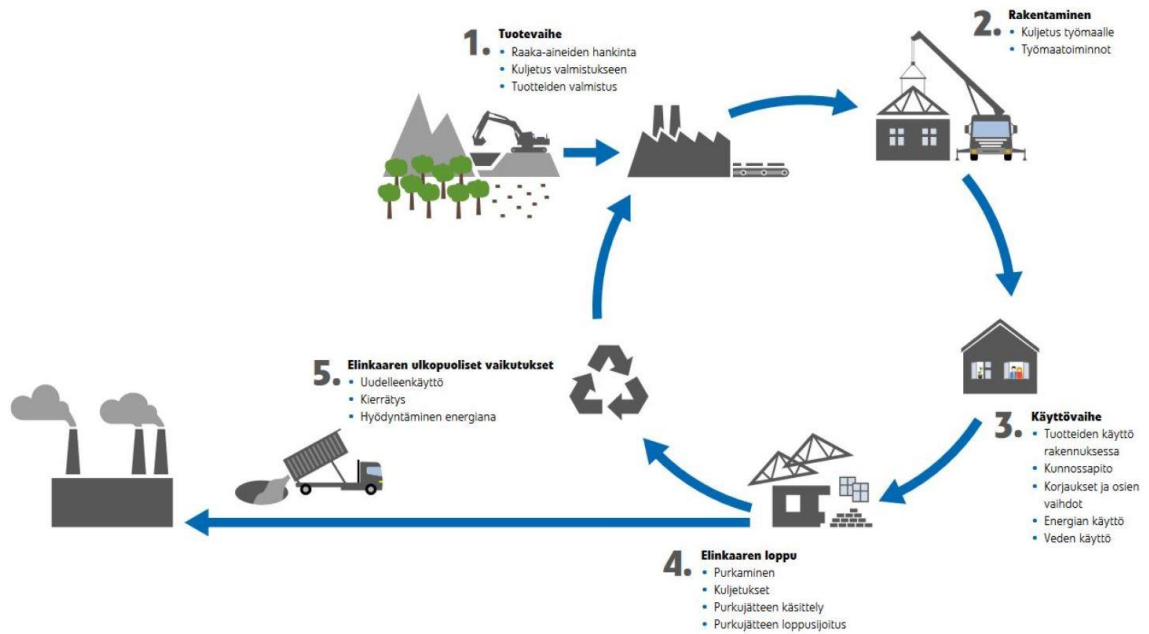 1. Tuotevaihe
• Raaka-aineiden hankinta
• Kuljetus valmistukseen
• Tuotteiden valmistus
2. Rakentaminen
• Kuljetus työmaalle
• Työmaatoiminnot
3. Käyttövaihe
• Tuotteiden käyttö
rakennuksessa
• Kunnossapito
• Korjaukset ja osien
vaihdot
• Energian käyttö
• Veden käyttö
4. Elinkaaren loppu
• Purkaminen
• Kuljetukset
• Purkujätteen käsittely
• Purkujätteen loppusijoitus
5. Elinkaaren ulkopuoliset vaikutukset
• Uudelleenkäyttö
• Kierrätys
• Hyödyntäminen energiana